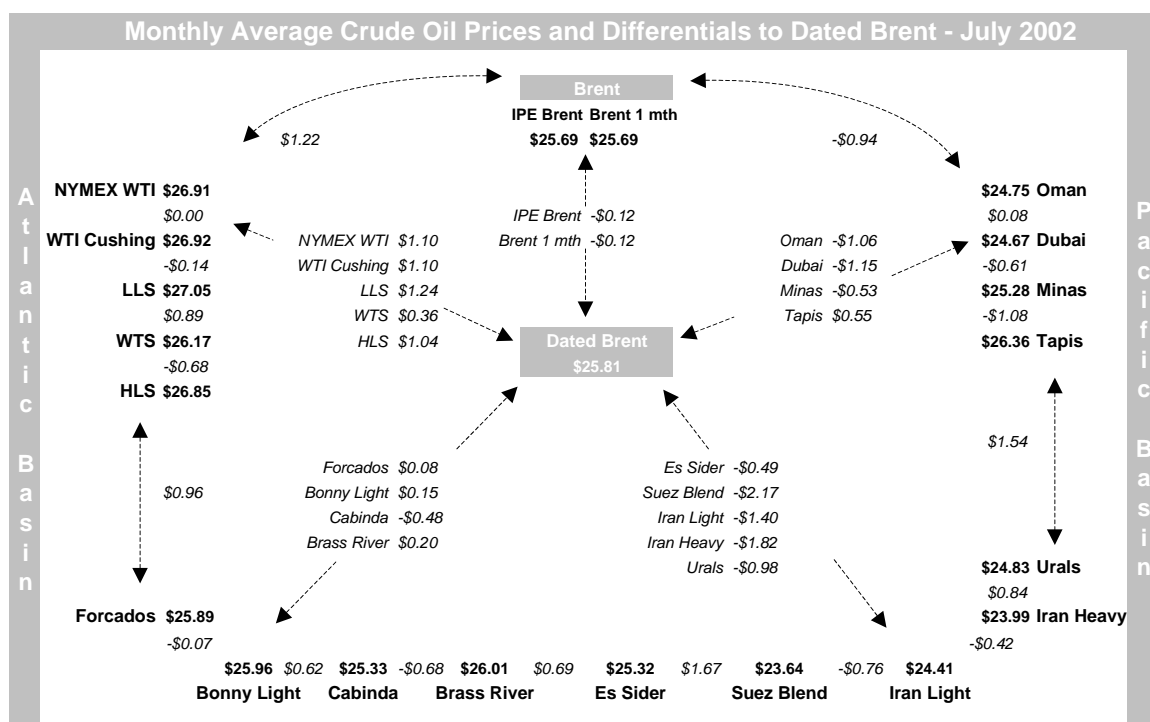 Monthly Average Crude Oil Prices and Differentials to Dated Brent - July 2002
Atlantic Basin
Pacific Basin
Brent
IPE Brent Brent 1 mth
$25.69 $25.69
$1.22
-$0.94
NYMEX WTI $26.91
$0.00
WTI Cushing $26.92
-$0.14
LLS $27.05
$0.89
WTS $26.17
-$0.68
HLS $26.85
IPE Brent -$0.12
Brent 1 mth -$0.12
NYMEX WTI $1.10
WTI Cushing $1.10
LLS $1.24
WTS $0.36
HLS $1.04
Oman -$1.06
Dubai -$1.15
Minas -$0.53
Tapis $0.55
$24.75 Oman
$0.08
$24.67 Dubai
-$0.61
$25.28 Minas
-$1.08
$26.36 Tapis
Dated Brent
$25.81
$0.96
$1.54
Forcados $0.08
Bonny Light $0.15
Cabinda -$0.48
Brass River $0.20
Es Sider -$0.49
Suez Blend -$2.17
Iran Light -$1.40
Iran Heavy -$1.82
Urals -$0.98
$24.83 Urals
$0.84
$23.99 Iran Heavy
-$0.42
Forcados $25.89
-$0.07
$25.96 $0.62 $25.33 -$0.68 $26.01 $0.69 $25.32 $1.67 $23.64 -$0.76 $24.41
Bonny Light Cabinda Brass River Es Sider Suez Blend Iran Light